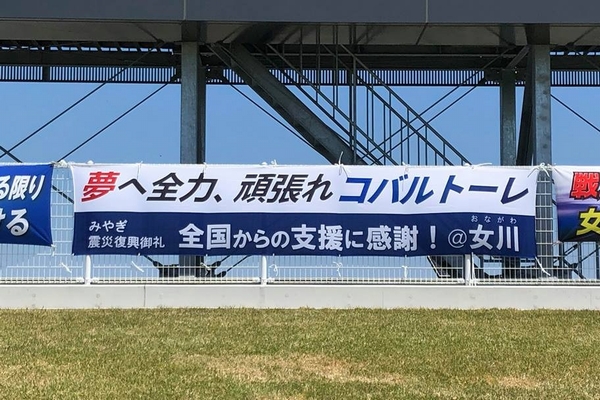 る限り
ける
夢へ全力、頑張れ コバルトーレ
みやぎ
震災復興御礼 全国からの支援に感謝！ @女川
おながわ
戦
女